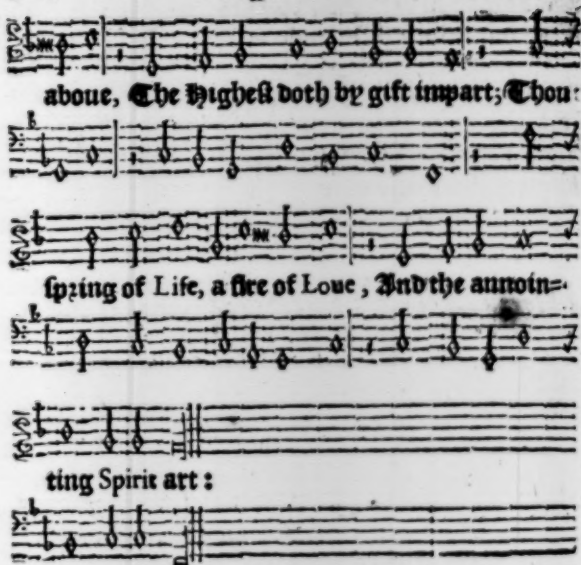 aboue, The Higheſt doth by gift impart; Thou
ſpring of Life, a fire of Loue, And the annoin=
ting Spirit art: